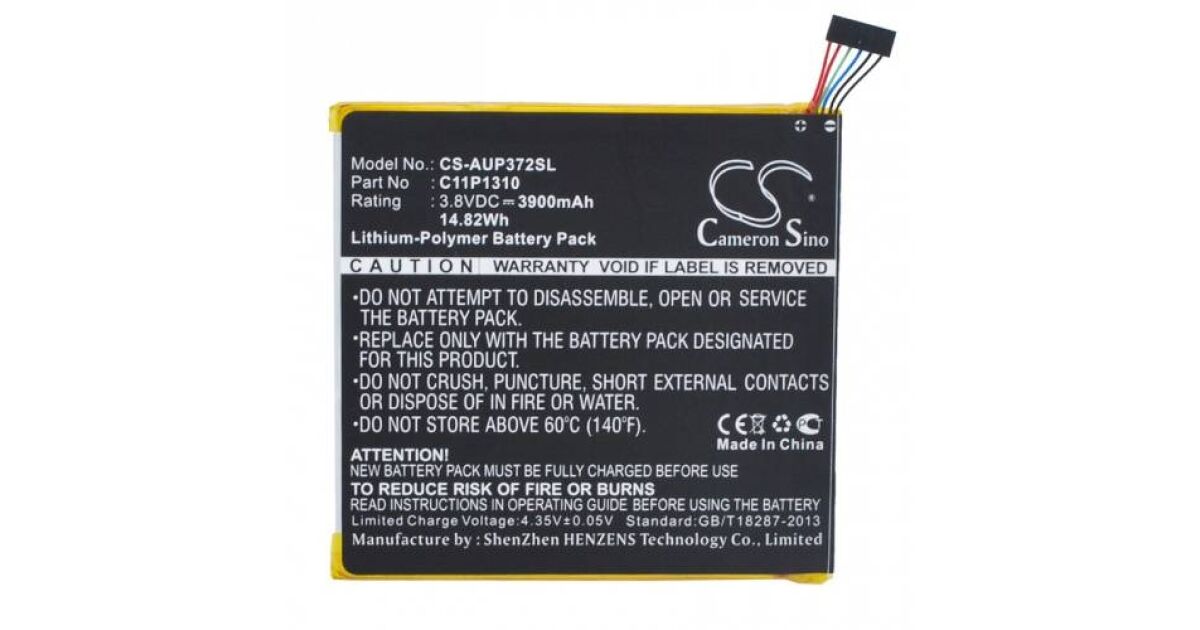 Model No.: CS-AUP372SL
Part No : C11P1310
Rating : 3.8VDC ⎓ 3900mAh
14.82Wh
Lithium-Polymer Battery Pack
CS
Cameron Sino
CAUTION WARRANTY VOID IF LABEL IS REMOVED
•DO NOT ATTEMPT TO DISASSEMBLE, OPEN OR SERVICE
THE BATTERY PACK.
•REPLACE ONLY WITH THE BATTERY PACK DESIGNATED
FOR THIS PRODUCT.
•DO NOT CRUSH, PUNCTURE, SHORT EXTERNAL CONTACTS
OR DISPOSE OF IN FIRE OR WATER.
•DO NOT STORE ABOVE 60°C (140°F).
CE
Made In China
ATTENTION!
NEW BATTERY PACK MUST BE FULLY CHARGED BEFORE USE
TO REDUCE RISK OF FIRE OR BURNS
READ INSTRUCTIONS IN OPERATING GUIDE BEFORE USING THE BATTERY
Limited Charge Voltage:4.35V±0.05V Standard:GB/T18287-2013
Manufacture by : ShenZhen HENZENS Technology Co., Limited